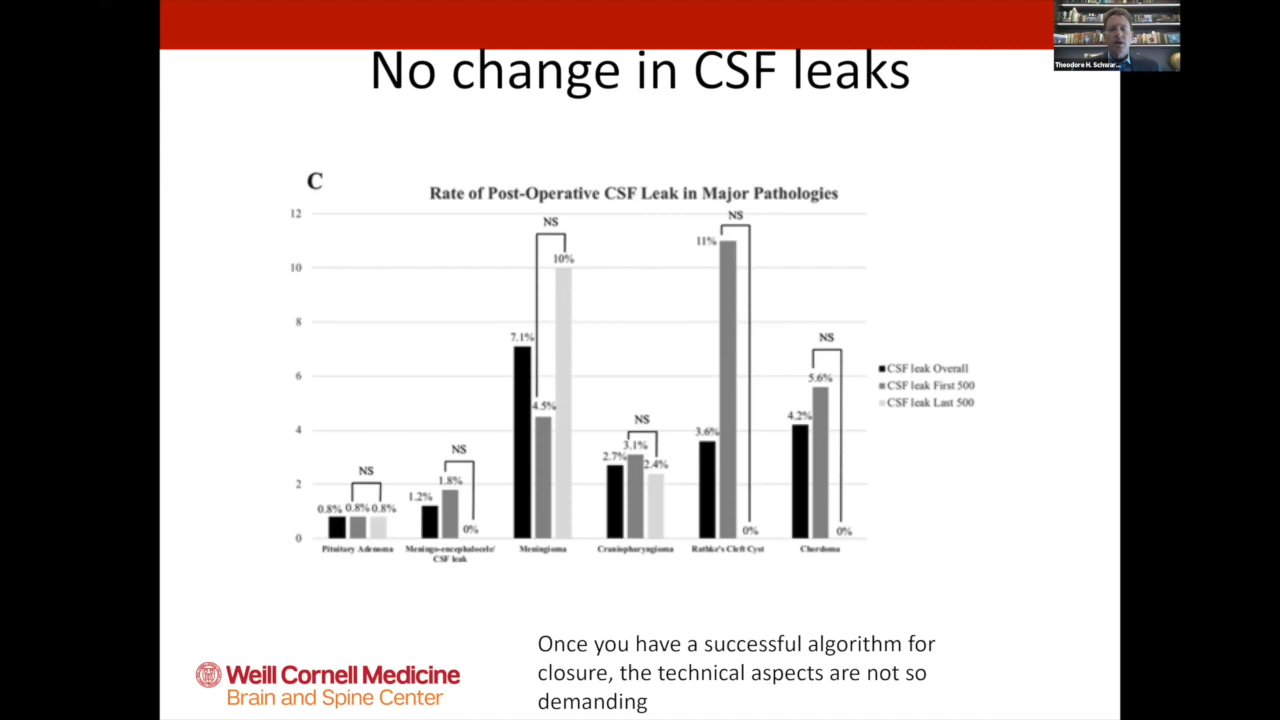 Theodore H. Schwar...
No change in CSF leaks
C
Rate of Post-Operative CSF Leak in Major Pathologies
12
10
8
6
4
2
0
0.8%
0.8%
0.8%
NS
1.2%
1.8%
0%
NS
7.1%
4.5%
10%
NS
2.7%
3.1%
2.4%
NS
3.6%
11%
0%
NS
4.2%
5.6%
0%
NS
Pituitary Adenoma
Meningo-encephalocele/
CSF leak
Meningioma
Craniopharyngioma
Rathke's Cleft Cyst
Chordoma
CSF leak Overall
CSF leak First 500
CSF leak Last 500
Once you have a successful algorithm for
closure, the technical aspects are not so
demanding
Weill Cornell Medicine
Brain and Spine Center